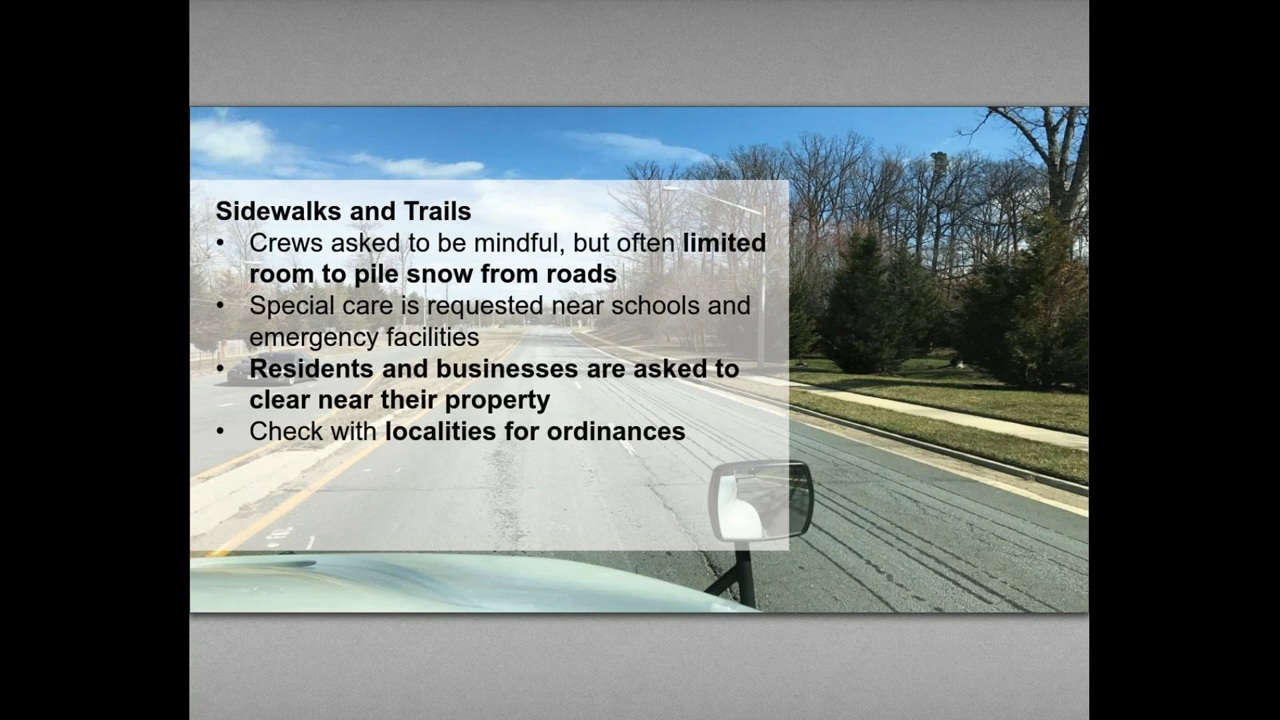 Sidewalks and Trails
• Crews asked to be mindful, but often limited
room to pile snow from roads
• Special care is requested near schools and
emergency facilities
• Residents and businesses are asked to
clear near their property
• Check with localities for ordinances